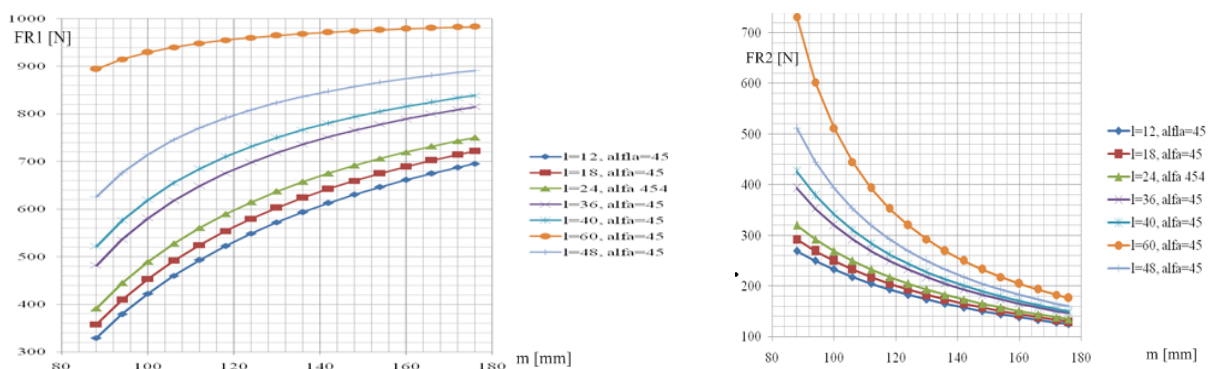 1000
FR1 [N]
900
800
700
600
500
400
300
80
100
120
140
160
180
m [mm]
l=12, alfla=45
l=18, alfa=45
l=24, alfa 454
l=36, alfa=45
l=40, alfa=45
l=60, alfa=45
l=48, alfa=45
700
FR2 [N]
600
500
400
300
200
100
80
100
120
140
160
180
m [mm]
l=12, alfla=45
l=18, alfa=45
l=24, alfa 454
l=36, alfa=45
l=40, alfa=45
l=60, alfa=45
l=48, alfa=45